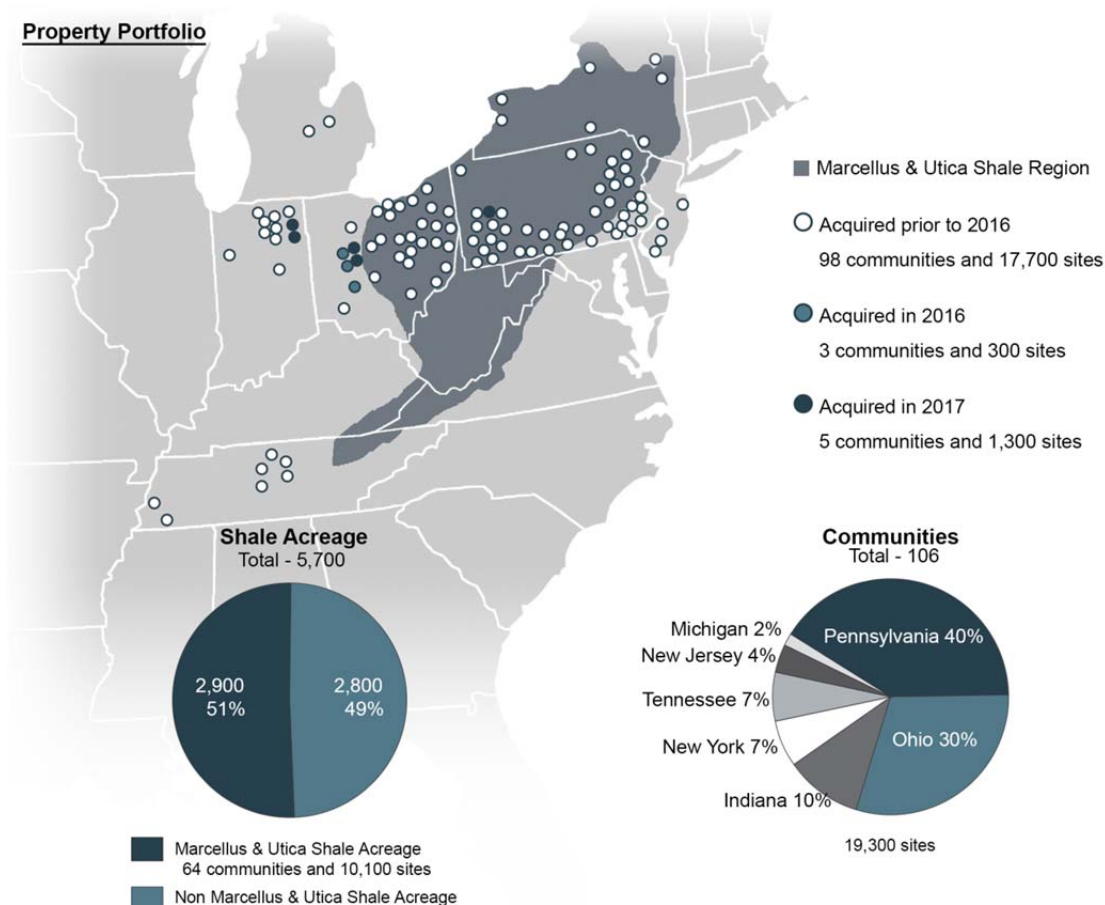 Property Portfolio
Marcellus & Utica Shale Region
Acquired prior to 2016
98 communities and 17,700 sites
Acquired in 2016
3 communities and 300 sites
Acquired in 2017
5 communities and 1,300 sites
Shale Acreage
Total - 5,700
2,900
51%
2,800
49%
Marcellus & Utica Shale Acreage
64 communities and 10,100 sites
Non Marcellus & Utica Shale Acreage
Communities
Total - 106
Michigan 2%
Pennsylvania 40%
New Jersey 4%
Tennessee 7%
New York 7%
Ohio 30%
Indiana 10%
19,300 sites